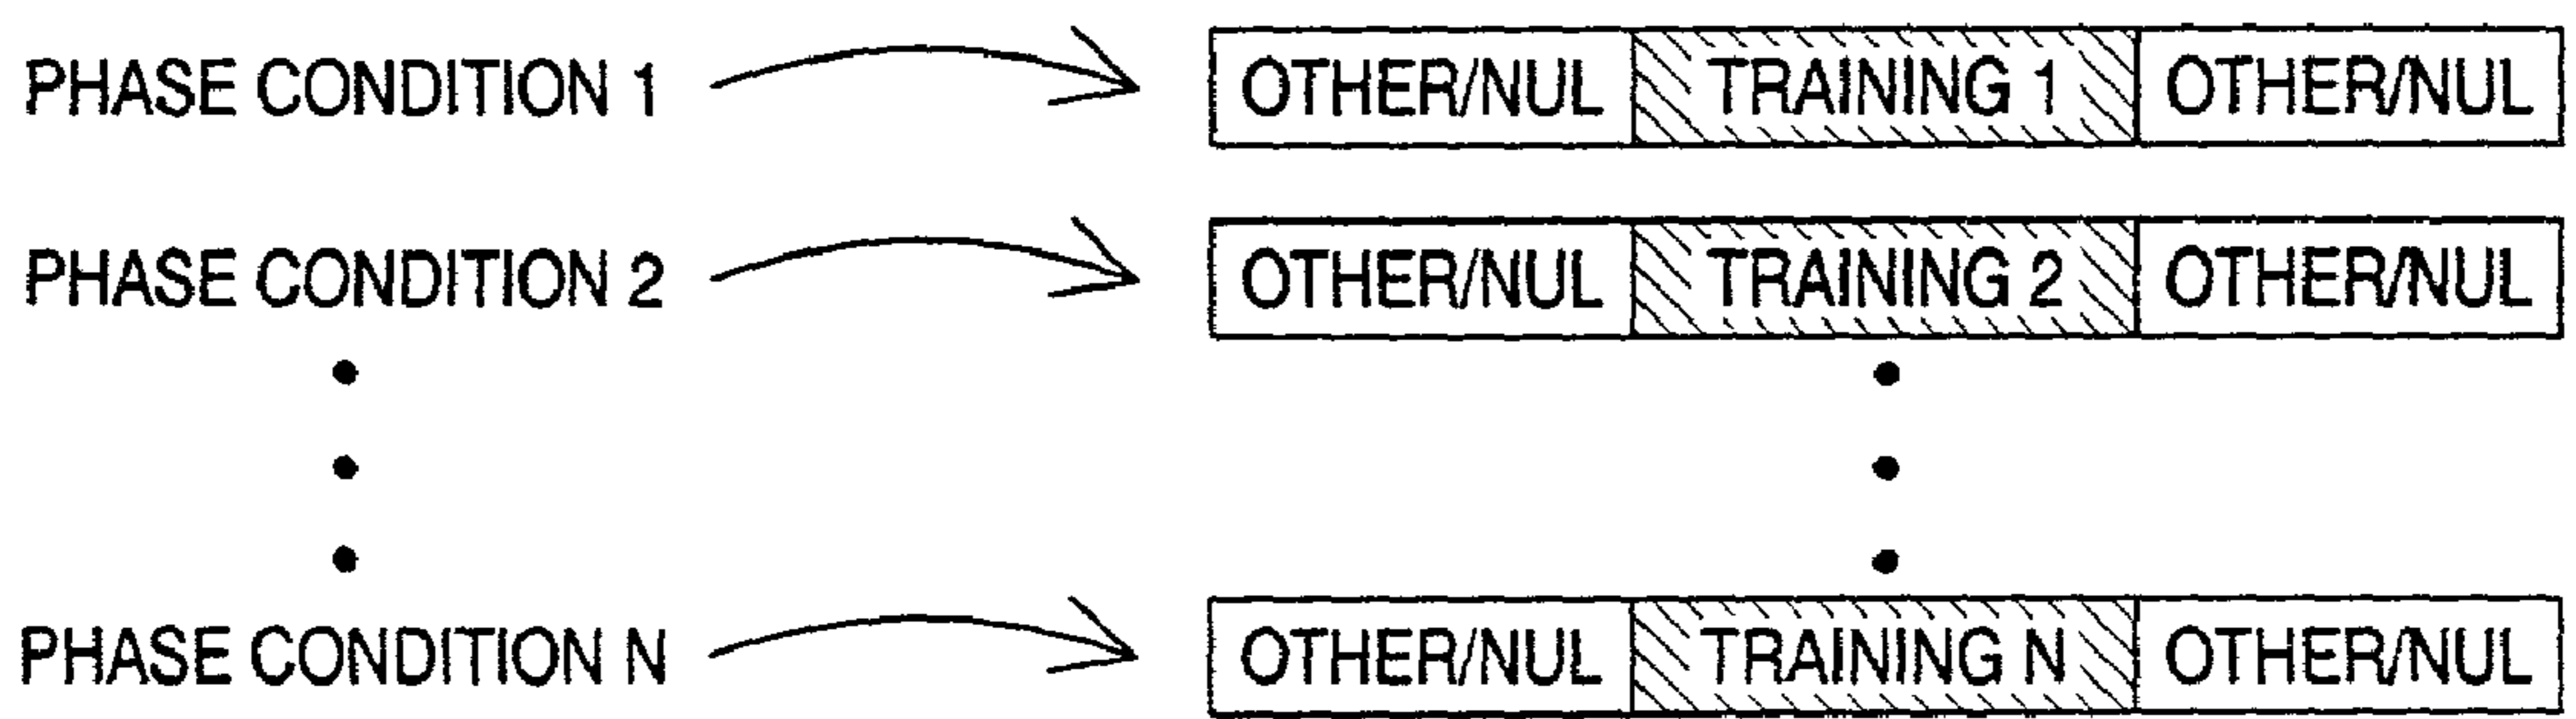 PHASE CONDITION 1 OTHER/NUL TRAINING 1 OTHER/NUL
PHASE CONDITION 2 OTHER/NUL TRAINING 2 OTHER/NUL
PHASE CONDITION N OTHER/NUL TRAINING N OTHER/NUL